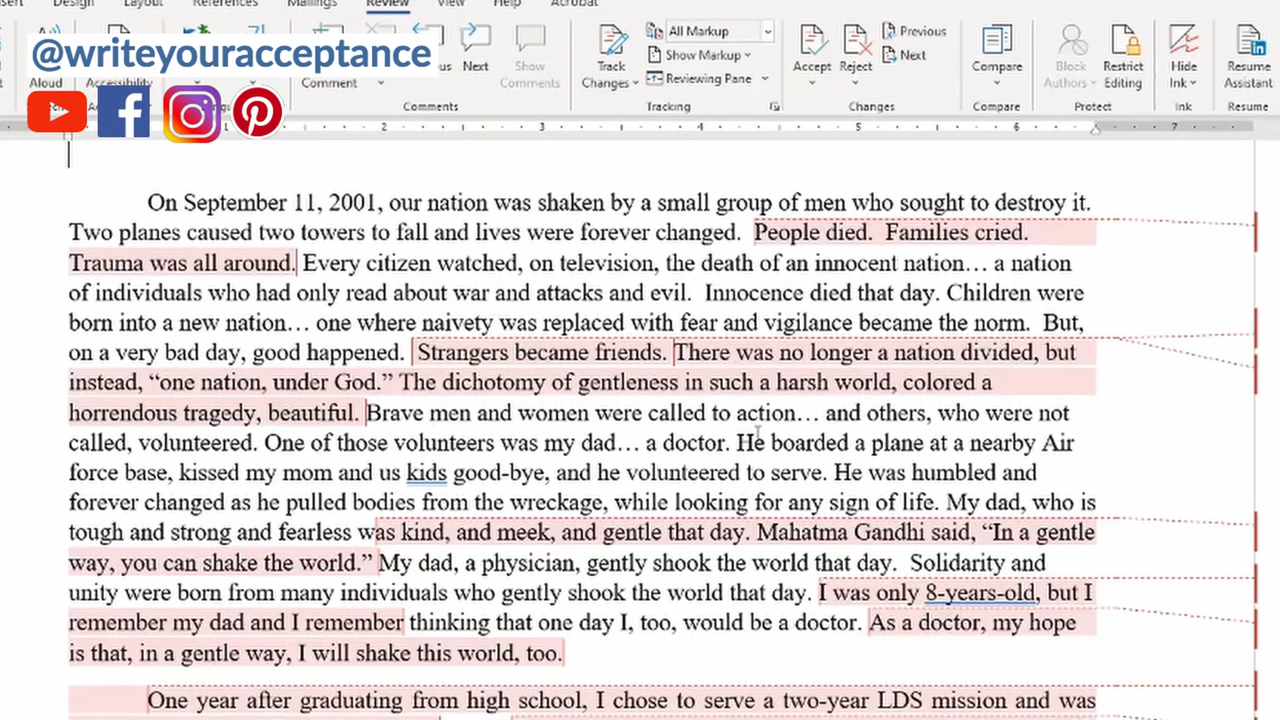 Design Layout References Mailings Review View Help Acrobat
@writeyouracceptance
All Markup
Previous
Show Markup
Next
Reviewing Pane
Aloud Accessibility Comment Next Show Comments Track Changes Accept Reject Compare Block Authors Restrict Editing Hide Ink Resume Assistant
Comments Tracking Changes Compare Protect Ink Resume
1 2 3 4 5 6 7
On September 11, 2001, our nation was shaken by a small group of men who sought to destroy it.
Two planes caused two towers to fall and lives were forever changed. People died. Families cried.
Trauma was all around. Every citizen watched, on television, the death of an innocent nation… a nation
of individuals who had only read about war and attacks and evil. Innocence died that day. Children were
born into a new nation… one where naivety was replaced with fear and vigilance became the norm. But,
on a very bad day, good happened. Strangers became friends. There was no longer a nation divided, but
instead, “one nation, under God.” The dichotomy of gentleness in such a harsh world, colored a
horrendous tragedy, beautiful. Brave men and women were called to action… and others, who were not
called, volunteered. One of those volunteers was my dad… a doctor. He boarded a plane at a nearby Air
force base, kissed my mom and us kids good-bye, and he volunteered to serve. He was humbled and
forever changed as he pulled bodies from the wreckage, while looking for any sign of life. My dad, who is
tough and strong and fearless was kind, and meek, and gentle that day. Mahatma Gandhi said, “In a gentle
way, you can shake the world.” My dad, a physician, gently shook the world that day. Solidarity and
unity were born from many individuals who gently shook the world that day. I was only 8-years-old, but I
remember my dad and I remember thinking that one day I, too, would be a doctor. As a doctor, my hope
is that, in a gentle way, I will shake this world, too.
One year after graduating from high school, I chose to serve a two-year LDS mission and was